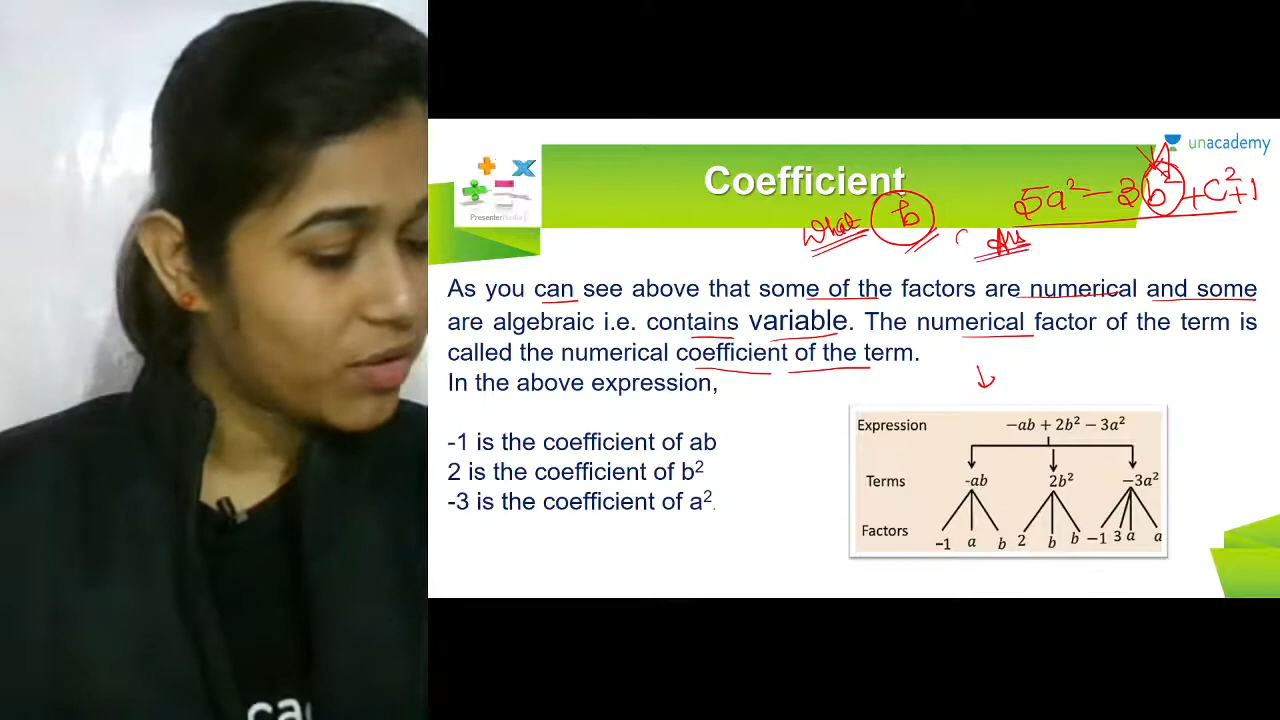 unacademy
Coefficient
PresenterMedia
5a² - 3b² + c² + 1
What b
Ans
As you can see above that some of the factors are numerical and some
are algebraic i.e. contains variable. The numerical factor of the term is
called the numerical coefficient of the term.
In the above expression,
-1 is the coefficient of ab
2 is the coefficient of b²
-3 is the coefficient of a².
Expression −ab + 2b² − 3a²
Terms -ab 2b² −3a²
Factors −1 a b 2 b b −1 3 a a
ca